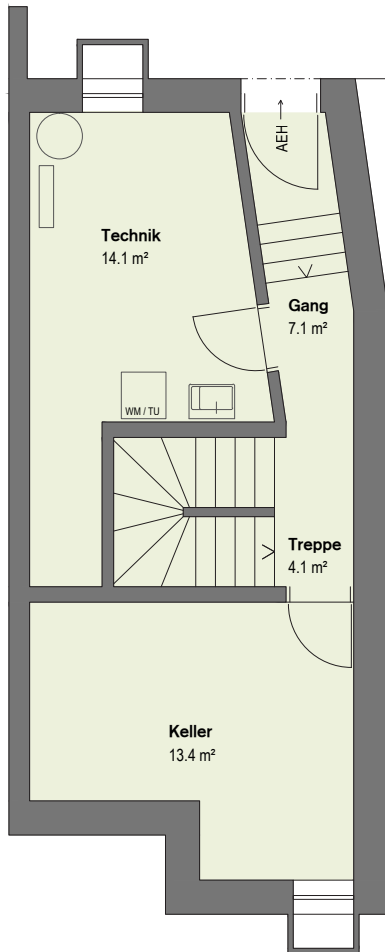 AEH
Technik
14.1 m²
Gang
7.1 m²
WM / TU
Treppe
4.1 m²
Keller
13.4 m²